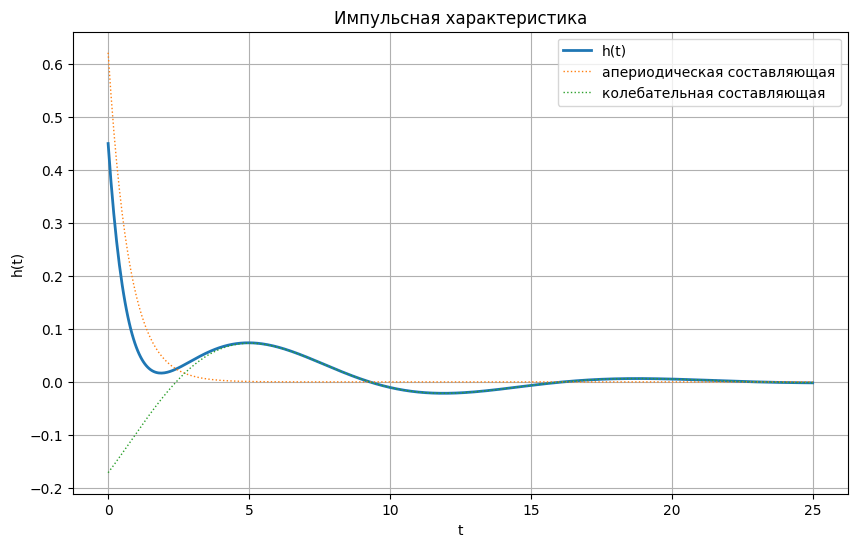 Импульсная характеристика
h(t)
апериодическая составляющая
колебательная составляющая
h(t)
0.6
0.5
0.4
0.3
0.2
0.1
0.0
−0.1
−0.2
0 5 10 15 20 25
t